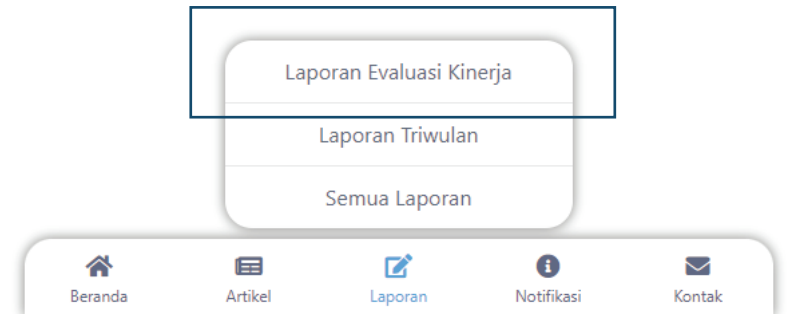 Laporan Evaluasi Kinerja
Laporan Triwulan
Semua Laporan
Beranda Artikel Laporan Notifikasi Kontak